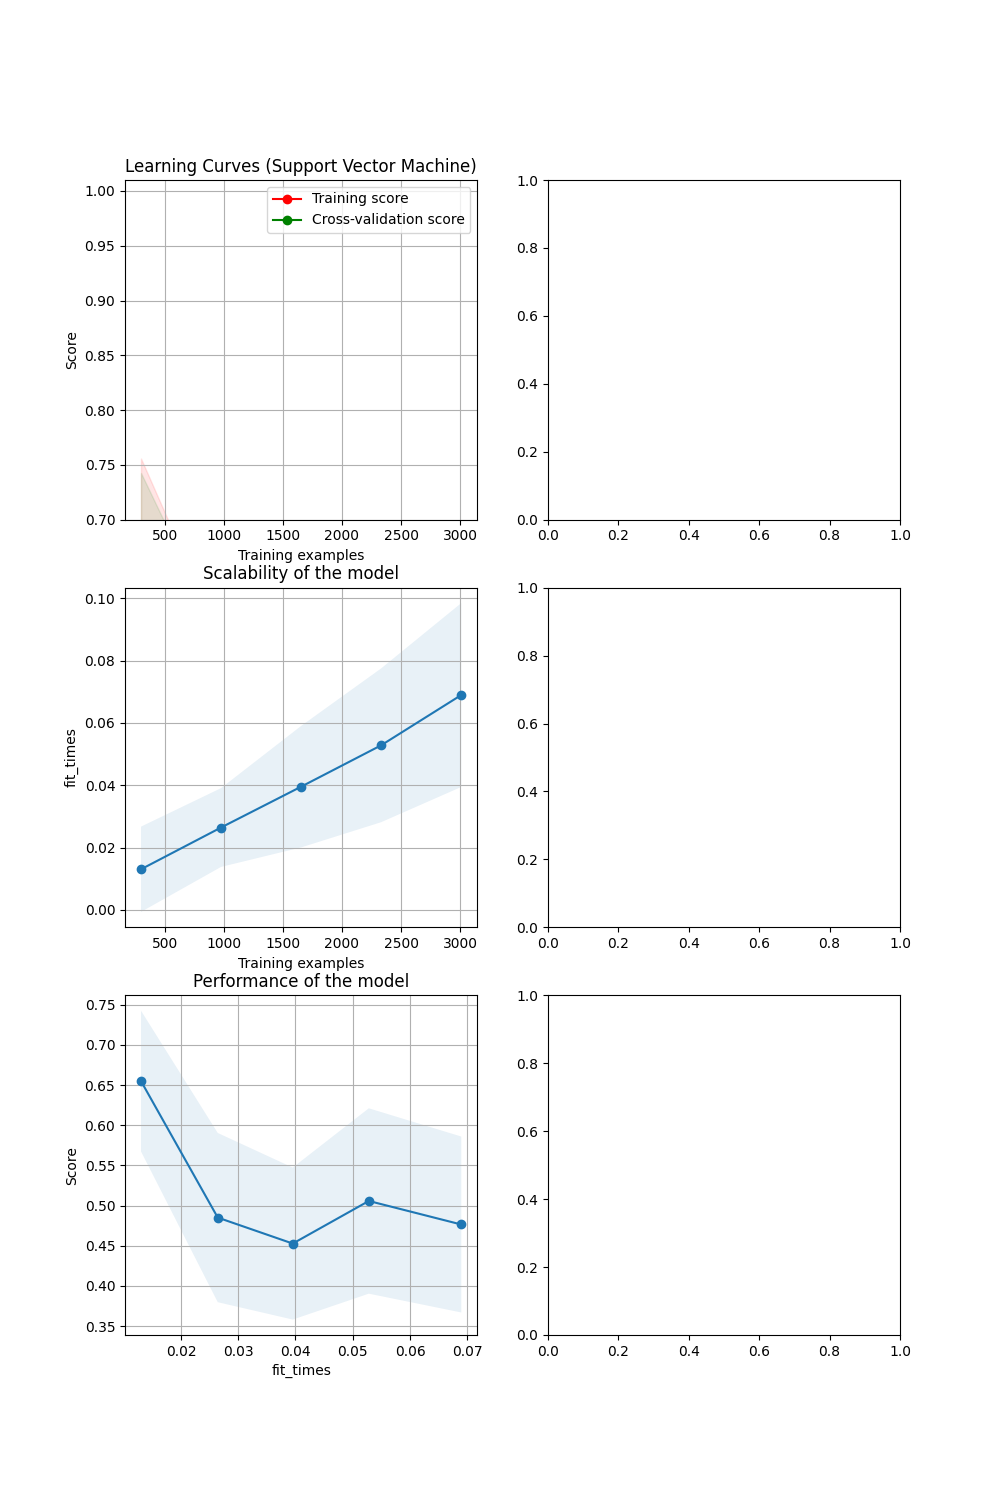 Learning Curves (Support Vector Machine)
Training score
Cross-validation score
1.00
0.95
0.90
0.85
0.80
0.75
0.70
Score
500 1000 1500 2000 2500 3000
Training examples
1.0
0.8
0.6
0.4
0.2
0.0
0.0 0.2 0.4 0.6 0.8 1.0
Scalability of the model
0.10
0.08
0.06
0.04
0.02
0.00
fit_times
500 1000 1500 2000 2500 3000
Training examples
1.0
0.8
0.6
0.4
0.2
0.0
0.0 0.2 0.4 0.6 0.8 1.0
Performance of the model
0.75
0.70
0.65
0.60
0.55
0.50
0.45
0.40
0.35
Score
0.02 0.03 0.04 0.05 0.06 0.07
fit_times
1.0
0.8
0.6
0.4
0.2
0.0
0.0 0.2 0.4 0.6 0.8 1.0